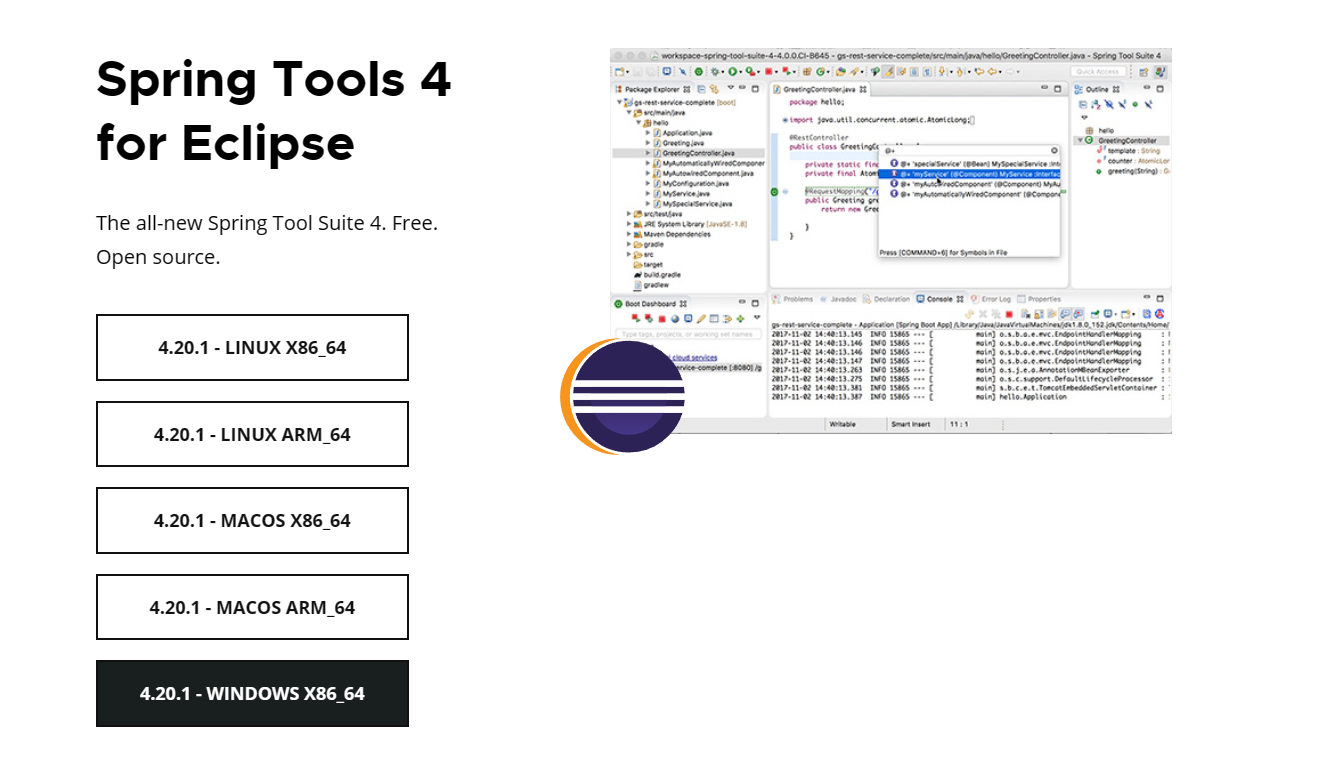 Spring Tools 4
for Eclipse
The all-new Spring Tool Suite 4. Free.
Open source.
4.20.1 - LINUX X86_64
4.20.1 - LINUX ARM_64
4.20.1 - MACOS X86_64
4.20.1 - MACOS ARM_64
4.20.1 - WINDOWS X86_64
workspace-spring-tool-suite-4-4.0.0.CI-B645 - gs-rest-service-complete/src/main/java/hello/GreetingController.java - Spring Tool Suite 4
Quick Access
Package Explorer
gs-rest-service-complete [boot]
src/main/java
hello
Application.java
Greeting.java
GreetingController.java
MyAutomaticallyWiredComponer
MyAutowiredComponent.java
MyConfiguration.java
MyService.java
MySpecialService.java
src/test/java
JRE System Library [JavaSE-1.8]
Maven Dependencies
gradle
src
target
build.gradle
gradlew
GreetingController.java
package hello;
import java.util.concurrent.atomic.AtomicLong;
@RestController
public class GreetingCont
private static fina
private final Atom
@RequestMapping("/g
public Greeting gre
return new Gree
}
}
@+
@+ 'specialService' (@Bean) MySpecialService :Int
@+ 'myService' (@Component) MyService :Interfac
@+ 'myAutowiredComponent' (@Component) MyAu
@+ 'myAutomaticallyWiredComponent' (@Compone
Press [COMMAND+6] for Symbols in File
Outline
hello
GreetingController
template : String
counter : AtomicLor
greeting(String) : G
Boot Dashboard
Type tags, projects, or working set names
cloud services
service-complete [:8080] /g
Problems Javadoc Declaration Console Error Log Properties
gs-rest-service-complete - Application [Spring Boot App] /Library/Java/JavaVirtualMachines/jdk1.8.0_152.jdk/Contents/Home/
2017-11-02 14:40:13.145 INFO 15865 --- [ main] o.s.b.a.e.mvc.EndpointHandlerMapping :
2017-11-02 14:40:13.146 INFO 15865 --- [ main] o.s.b.a.e.mvc.EndpointHandlerMapping :
2017-11-02 14:40:13.146 INFO 15865 --- [ main] o.s.b.a.e.mvc.EndpointHandlerMapping :
2017-11-02 14:40:13.147 INFO 15865 --- [ main] o.s.b.a.e.mvc.EndpointHandlerMapping :
2017-11-02 14:40:13.263 INFO 15865 --- [ main] o.s.j.e.a.AnnotationMBeanExporter :
2017-11-02 14:40:13.275 INFO 15865 --- [ main] o.s.c.support.DefaultLifecycleProcessor :
2017-11-02 14:40:13.381 INFO 15865 --- [ main] s.b.c.e.t.TomcatEmbeddedServletContainer :
2017-11-02 14:40:13.387 INFO 15865 --- [ main] hello.Application :
Writable Smart Insert 11 : 1